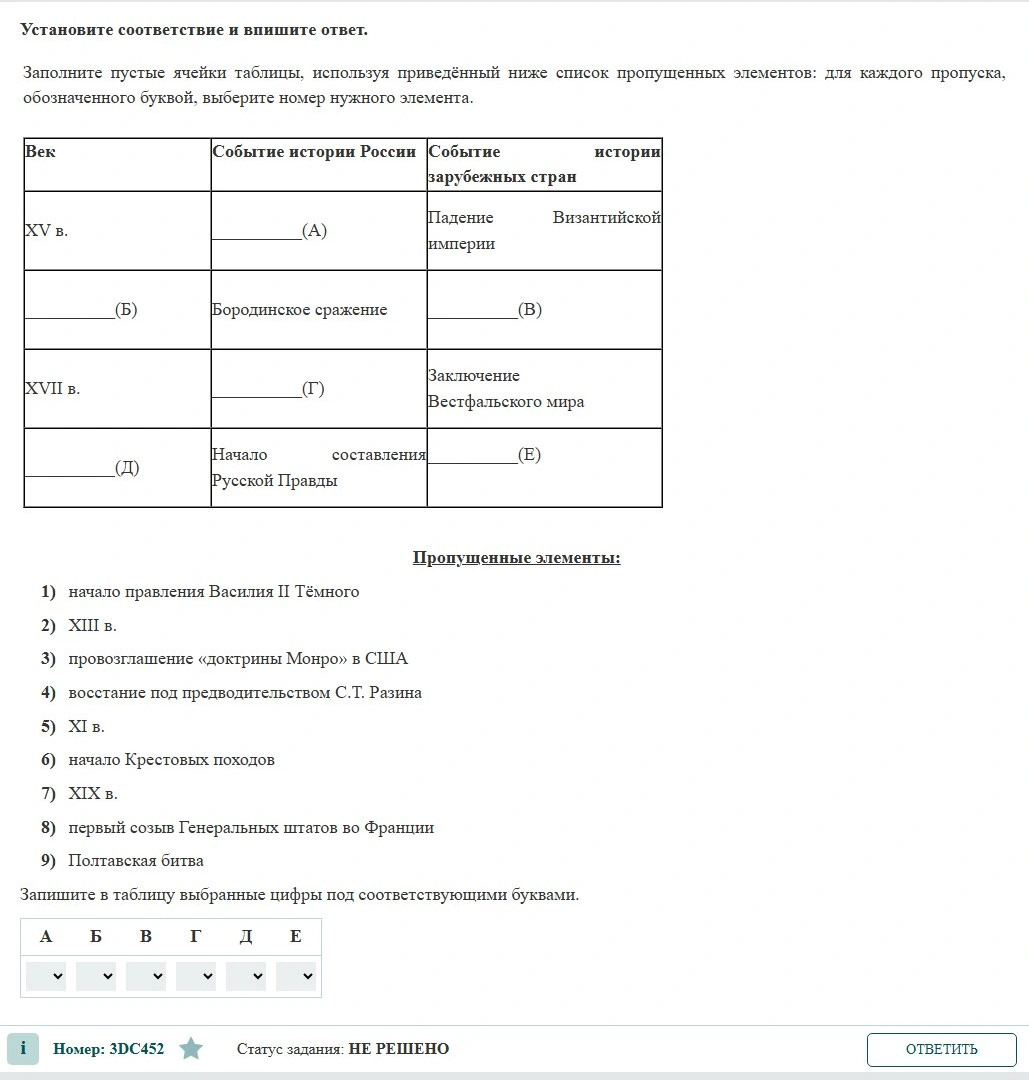 Установите соответствие и впишите ответ.
Заполните пустые ячейки таблицы, используя приведённый ниже список пропущенных элементов: для каждого пропуска,
обозначенного буквой, выберите номер нужного элемента.
Век
Событие истории России
Событие истории
зарубежных стран
XV в.
__________(А)
Падение Византийской
империи
__________(Б)
Бородинское сражение
__________(В)
XVII в.
__________(Г)
Заключение
Вестфальского мира
__________(Д)
Начало составления
Русской Правды
__________(Е)
Пропущенные элементы:
1) начало правления Василия II Тёмного
2) XIII в.
3) провозглашение «доктрины Монро» в США
4) восстание под предводительством С.Т. Разина
5) XI в.
6) начало Крестовых походов
7) XIX в.
8) первый созыв Генеральных штатов во Франции
9) Полтавская битва
Запишите в таблицу выбранные цифры под соответствующими буквами.
А Б В Г Д Е
i Номер: 3DC452 Статус задания: НЕ РЕШЕНО ОТВЕТИТЬ